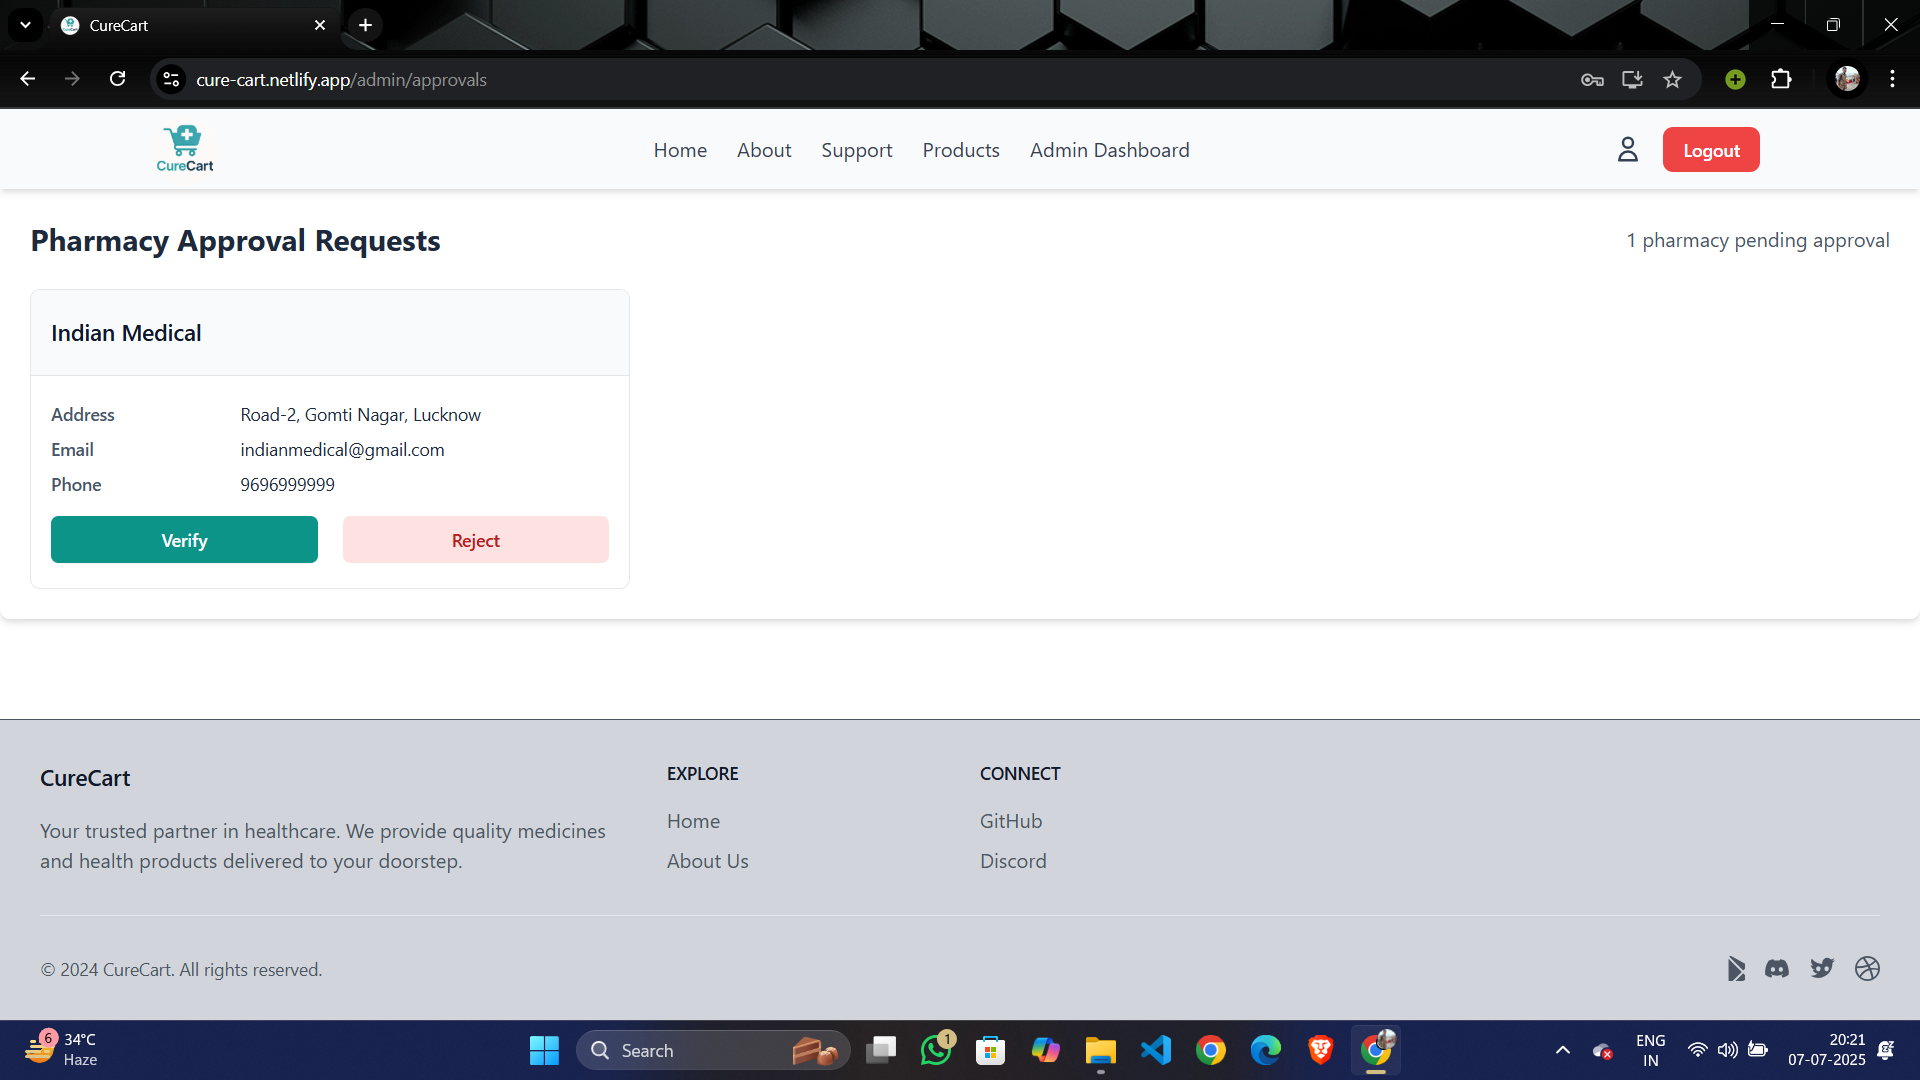 CureCart
cure-cart.netlify.app/admin/approvals
CureCart
Home About Support Products Admin Dashboard
Logout
Pharmacy Approval Requests
1 pharmacy pending approval
Indian Medical
Address Road-2, Gomti Nagar, Lucknow
Email indianmedical@gmail.com
Phone 9696999999
Verify Reject
CureCart
Your trusted partner in healthcare. We provide quality medicines
and health products delivered to your doorstep.
EXPLORE
Home
About Us
CONNECT
GitHub
Discord
© 2024 CureCart. All rights reserved.
6
34°C
Haze
Search
1
ENG
IN
20:21
07-07-2025